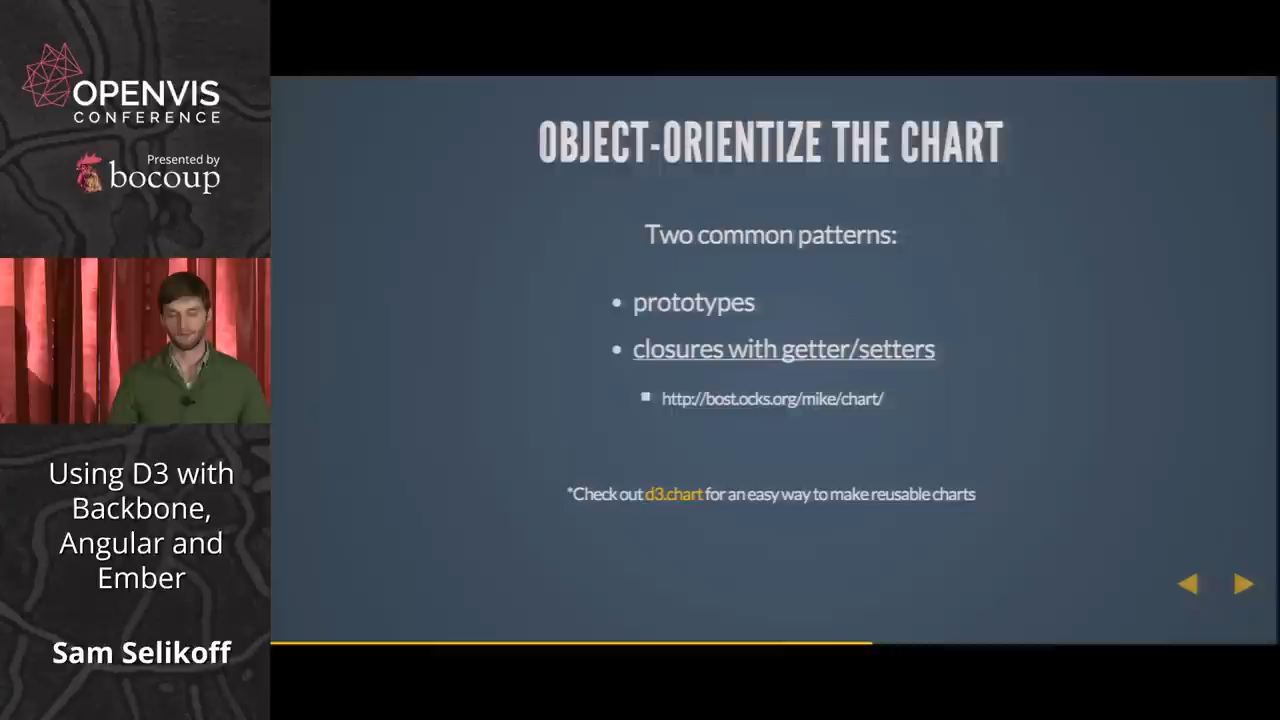 OPENVIS
CONFERENCE
Presented by
bocoup
Using D3 with
Backbone,
Angular and
Ember
Sam Selikoff
OBJECT-ORIENTIZE THE CHART
Two common patterns:
• prototypes
• closures with getter/setters
▪ http://bost.ocks.org/mike/chart/
*Check out d3.chart for an easy way to make reusable charts